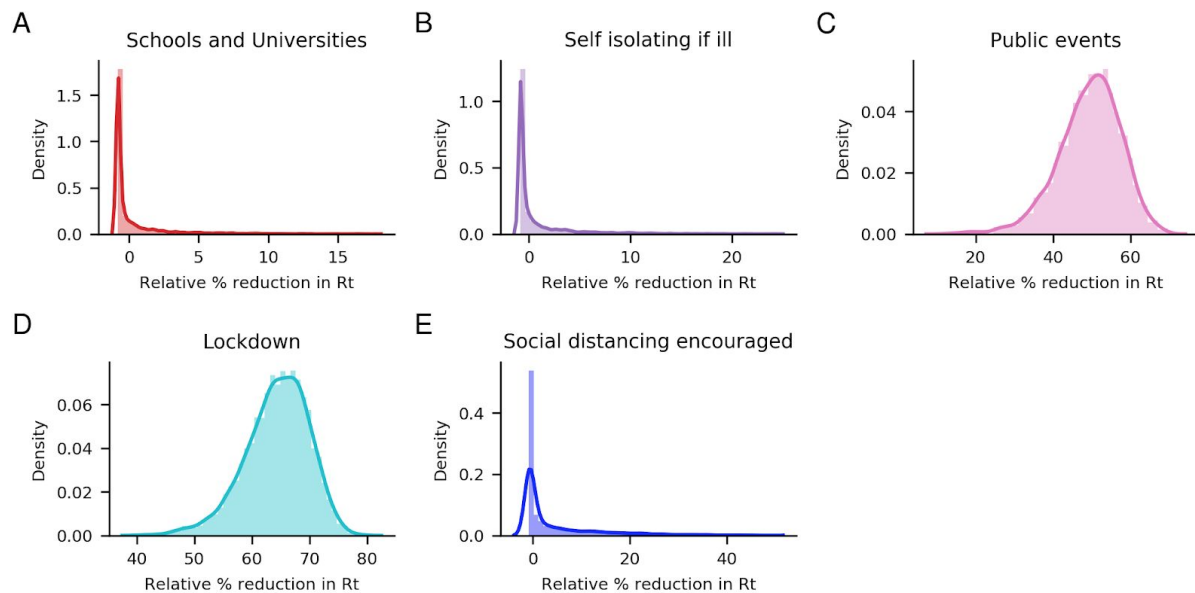 A
Schools and Universities
Density
1.5
1.0
0.5
0.0
0
5
10
15
Relative % reduction in Rt
B
Self isolating if ill
Density
1.0
0.5
0.0
0
10
20
Relative % reduction in Rt
C
Public events
Density
0.04
0.02
0.00
20
40
60
Relative % reduction in Rt
D
Lockdown
Density
0.06
0.04
0.02
0.00
40
50
60
70
80
Relative % reduction in Rt
E
Social distancing encouraged
Density
0.4
0.2
0.0
0
20
40
Relative % reduction in Rt